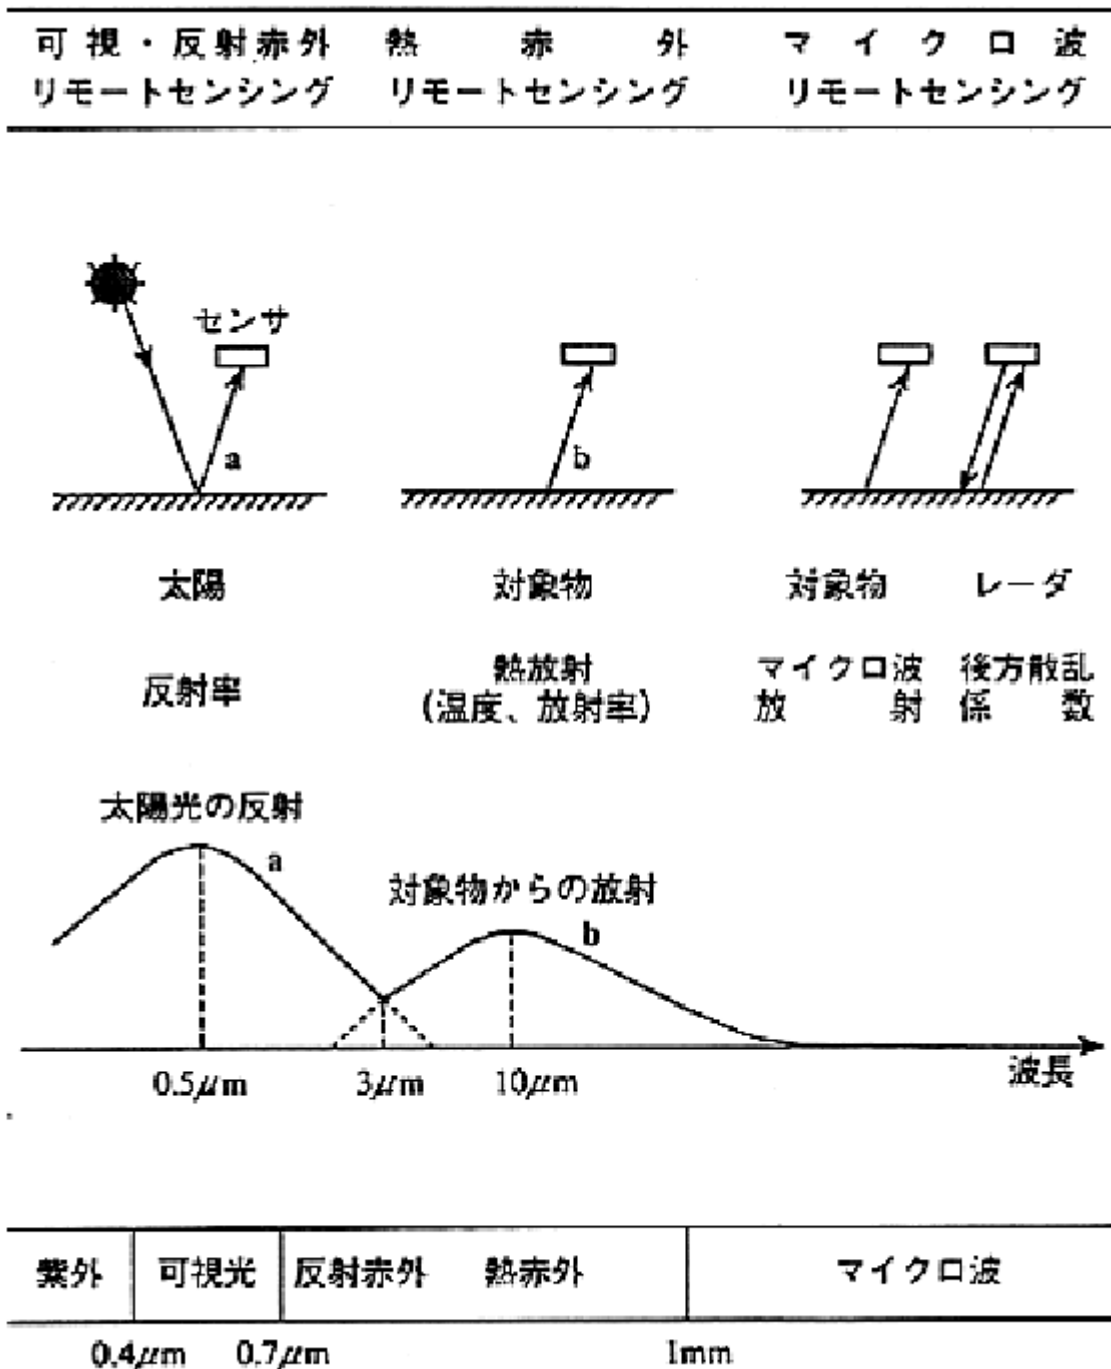 可視・反射赤外 熱赤外 マイクロ波
リモートセンシング リモートセンシング リモートセンシング
センサ
a b
太陽 対象物 対象物 レーダ
反射率 熱放射 マイクロ波 後方散乱
(温度、放射率) 放射 係数
太陽光の反射
a
対象物からの放射
b
0.5μm 3μm 10μm 波長
紫外 可視光 反射赤外 熱赤外 マイクロ波
0.4μm 0.7μm 1mm